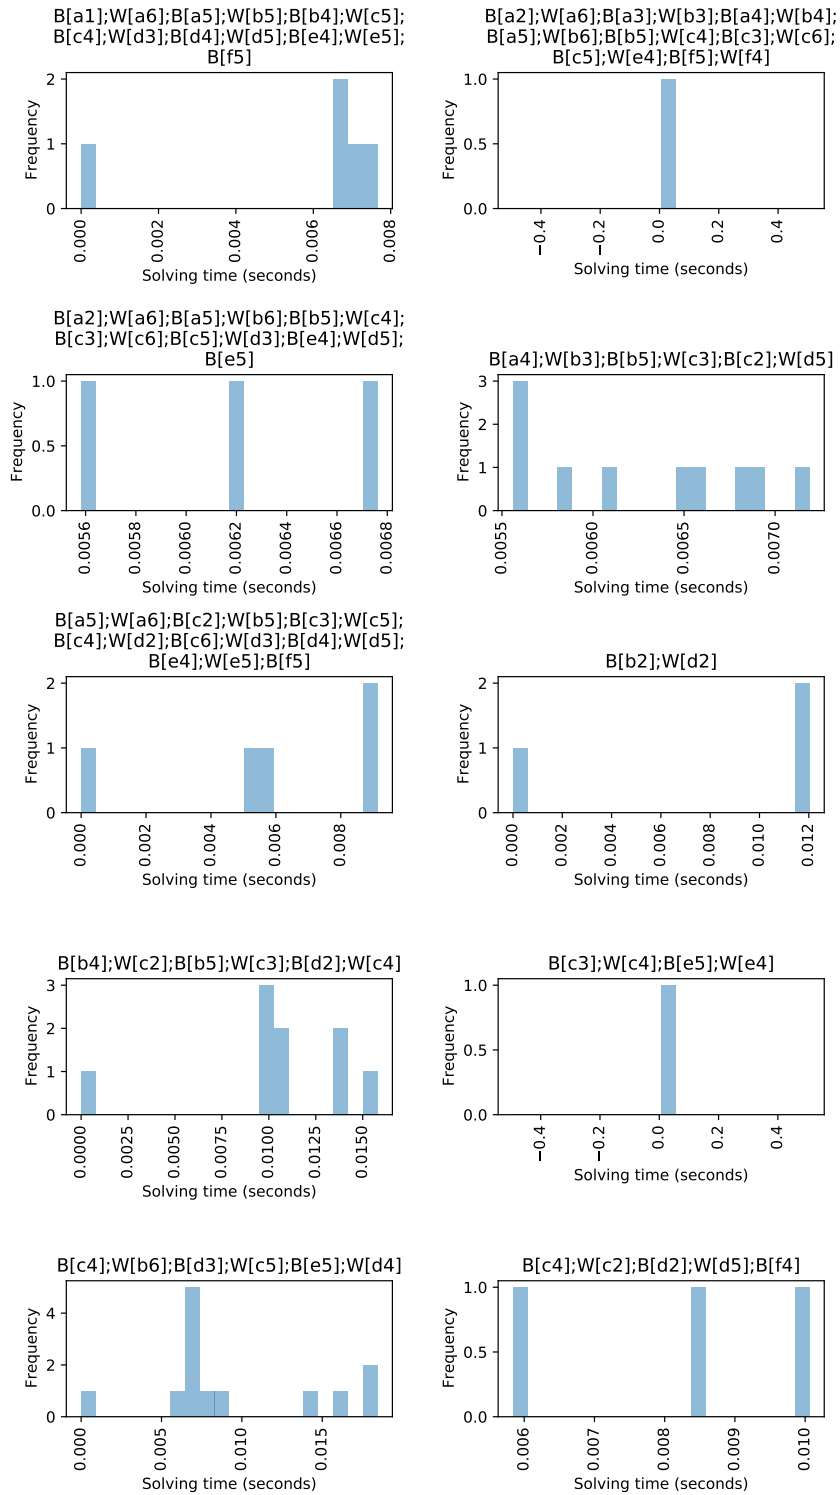 B[a1];W[a6];B[a5];W[b5];B[b4];W[c5];
B[c4];W[d3];B[d4];W[d5];B[e4];W[e5];
B[f5]
2
1
0
Frequency
0.000
0.002
0.004
0.006
0.008
Solving time (seconds)
B[a2];W[a6];B[a3];W[b3];B[a4];W[b4];
B[a5];W[b6];B[b5];W[c4];B[c3];W[c6];
B[c5];W[e4];B[f5];W[f4]
1.0
0.5
0.0
Frequency
−0.4
−0.2
0.0
0.2
0.4
Solving time (seconds)
B[a2];W[a6];B[a5];W[b6];B[b5];W[c4];
B[c3];W[c6];B[c5];W[d3];B[e4];W[d5];
B[e5]
1.0
0.5
0.0
Frequency
0.0056
0.0058
0.0060
0.0062
0.0064
0.0066
0.0068
Solving time (seconds)
B[a4];W[b3];B[b5];W[c3];B[c2];W[d5]
3
2
1
0
Frequency
0.0055
0.0060
0.0065
0.0070
Solving time (seconds)
B[a5];W[a6];B[c2];W[b5];B[c3];W[c5];
B[c4];W[d2];B[c6];W[d3];B[d4];W[d5];
B[e4];W[e5];B[f5]
2
1
0
Frequency
0.000
0.002
0.004
0.006
0.008
Solving time (seconds)
B[b2];W[d2]
2
1
0
Frequency
0.000
0.002
0.004
0.006
0.008
0.010
0.012
Solving time (seconds)
B[b4];W[c2];B[b5];W[c3];B[d2];W[c4]
3
2
1
0
Frequency
0.0000
0.0025
0.0050
0.0075
0.0100
0.0125
0.0150
Solving time (seconds)
B[c3];W[c4];B[e5];W[e4]
1.0
0.5
0.0
Frequency
−0.4
−0.2
0.0
0.2
0.4
Solving time (seconds)
B[c4];W[b6];B[d3];W[c5];B[e5];W[d4]
4
2
0
Frequency
0.000
0.005
0.010
0.015
Solving time (seconds)
B[c4];W[c2];B[d2];W[d5];B[f4]
1.0
0.5
0.0
Frequency
0.006
0.007
0.008
0.009
0.010
Solving time (seconds)